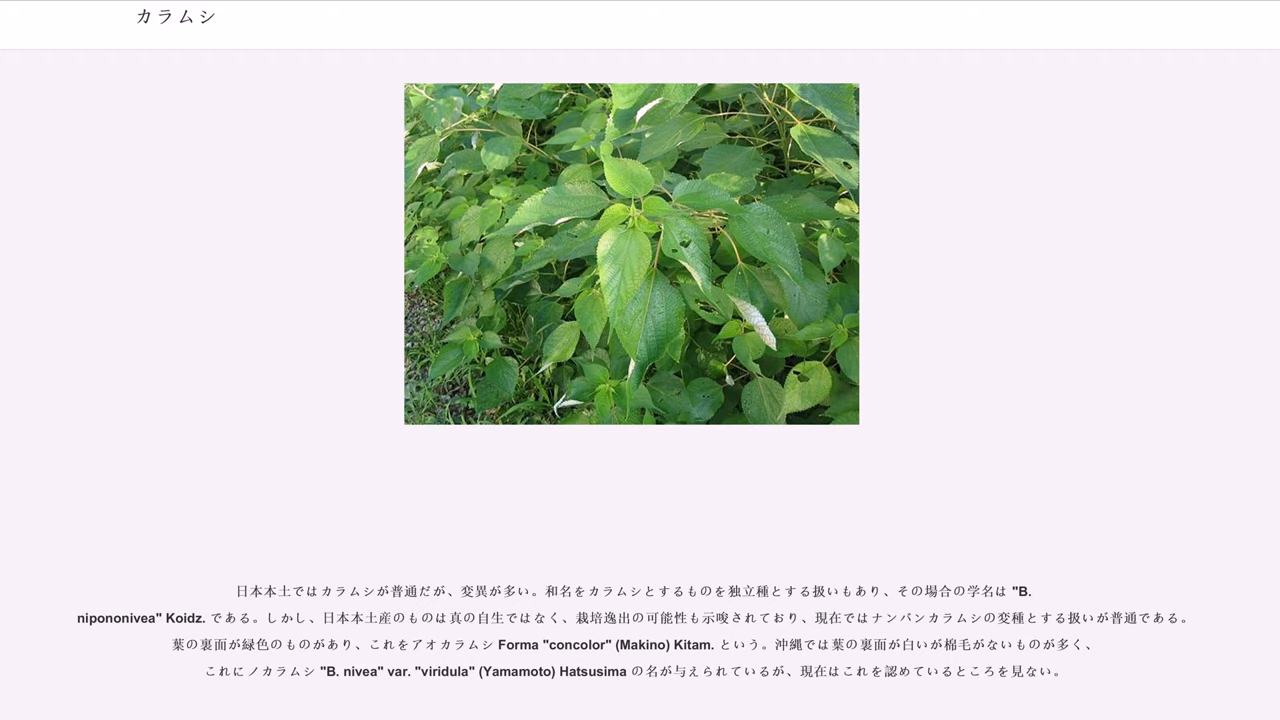 カラムシ
日本本土ではカラムシが普通だが、変異が多い。和名をカラムシとするものを独立種とする扱いもあり、その場合の学名は "B.
nipononivea" Koidz. である。しかし、日本本土産のものは真の自生ではなく、栽培逸出の可能性も示唆されており、現在ではナンバンカラムシの変種とする扱いが普通である。
葉の裏面が緑色のものがあり、これをアオカラムシ Forma "concolor" (Makino) Kitam. という。沖縄では葉の裏面が白いが棉毛がないものが多く、
これにノカラムシ "B. nivea" var. "viridula" (Yamamoto) Hatsusima の名が与えられているが、現在はこれを認めているところを見ない。